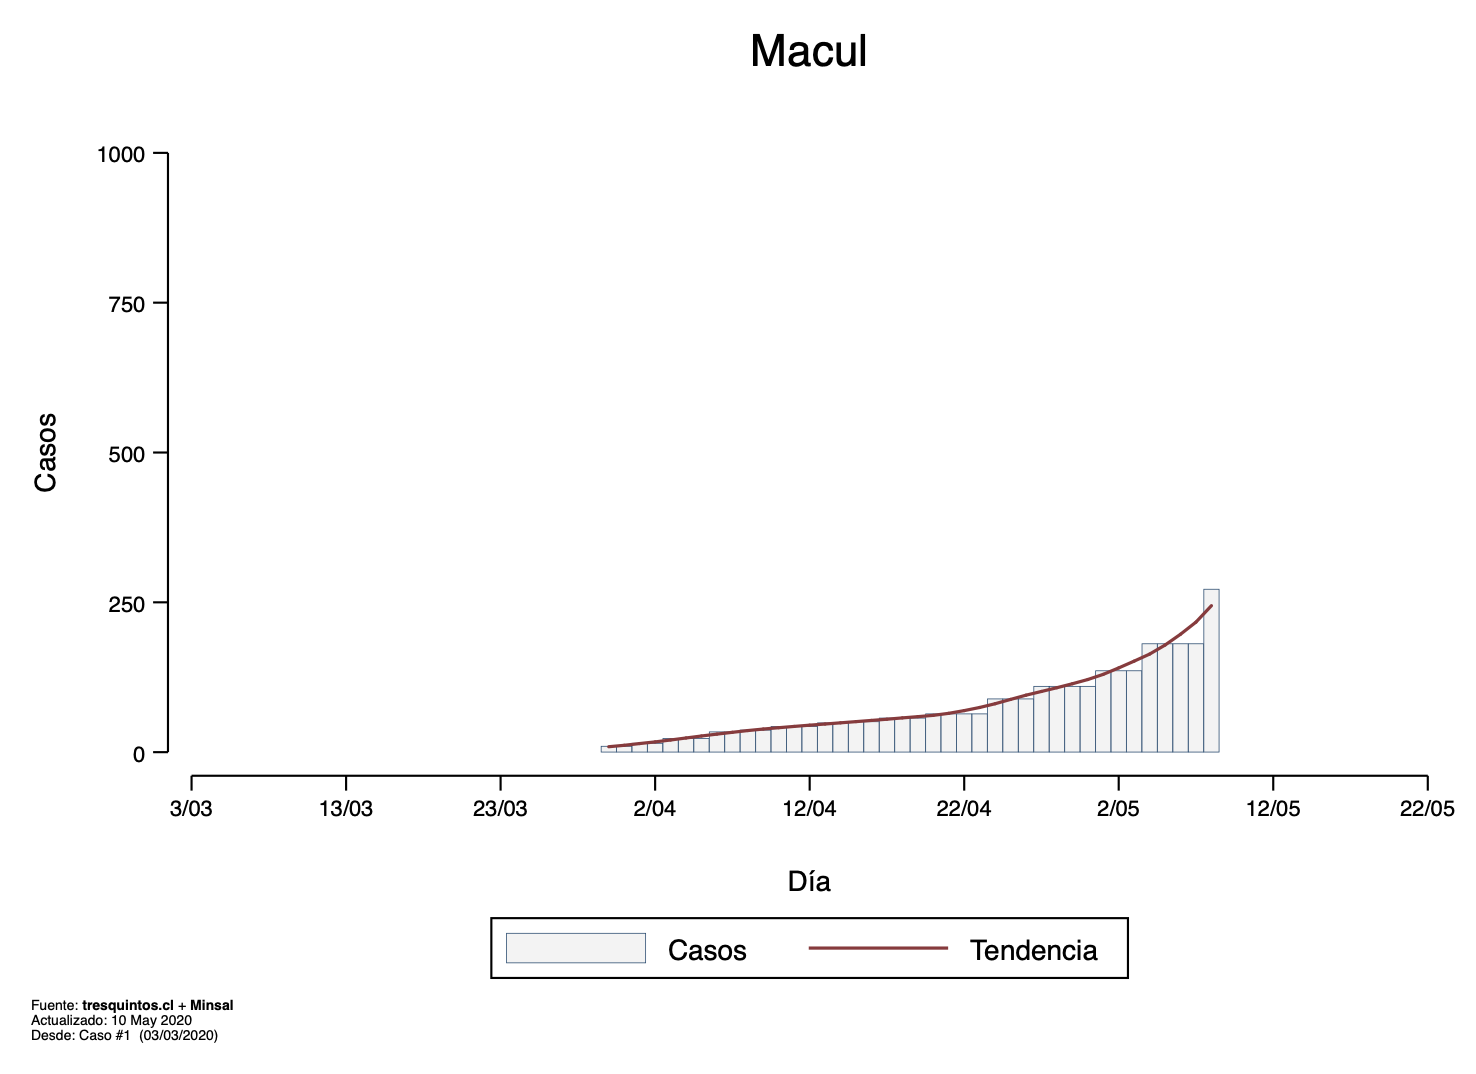 Macul
1000
750
500
250
0
Casos
3/03 13/03 23/03 2/04 12/04 22/04 2/05 12/05 22/05
Día
Casos Tendencia
Fuente: tresquintos.cl + Minsal
Actualizado: 10 May 2020
Desde: Caso #1 (03/03/2020)